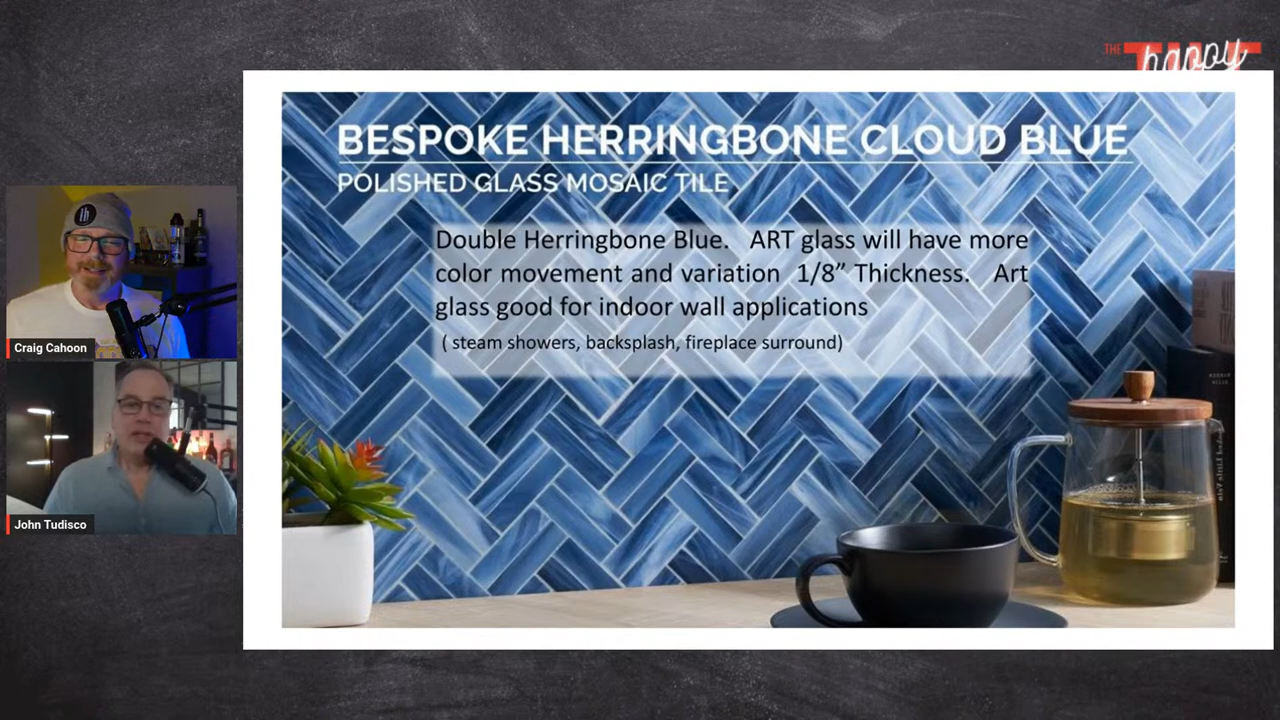 THE
happy
BESPOKE HERRINGBONE CLOUD BLUE
POLISHED GLASS MOSAIC TILE
Double Herringbone Blue. ART glass will have more
color movement and variation 1/8” Thickness. Art
glass good for indoor wall applications
( steam showers, backsplash, fireplace surround)
Craig Cahoon
John Tudisco